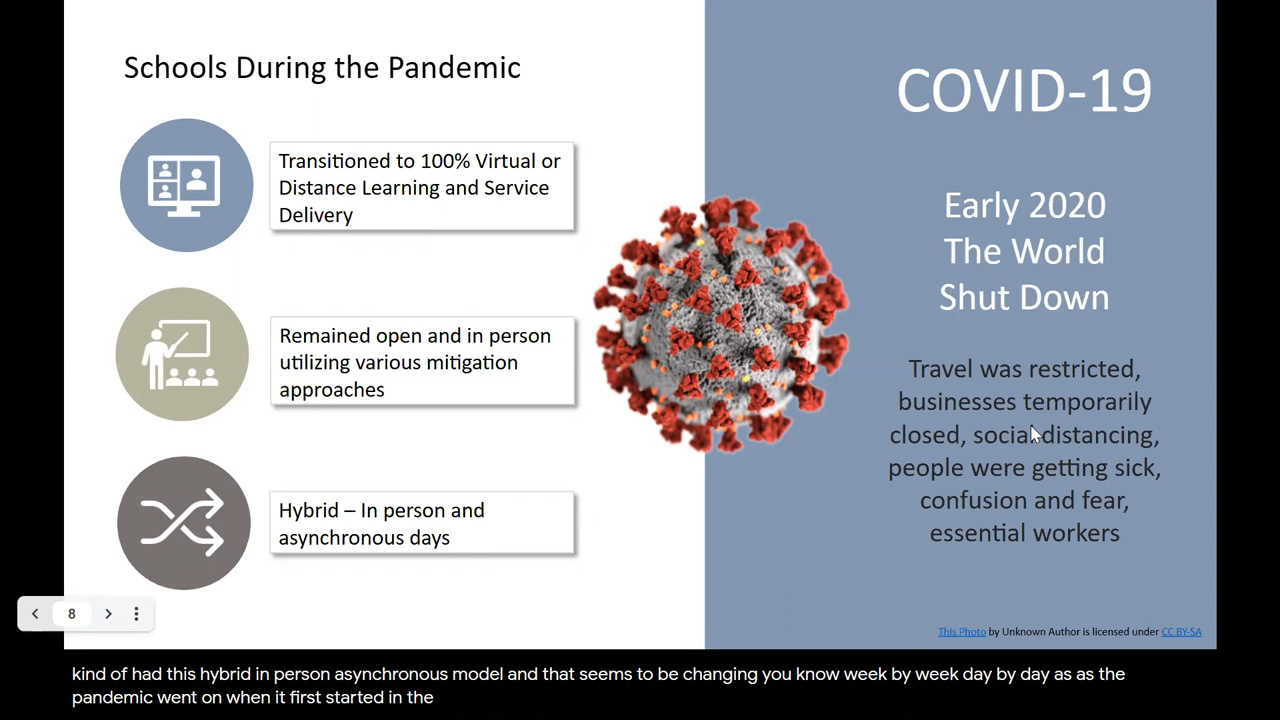 Schools During the Pandemic
Transitioned to 100% Virtual or
Distance Learning and Service
Delivery
Remained open and in person
utilizing various mitigation
approaches
Hybrid – In person and
asynchronous days
COVID-19
Early 2020
The World
Shut Down
Travel was restricted,
businesses temporarily
closed, social distancing,
people were getting sick,
confusion and fear,
essential workers
This Photo by Unknown Author is licensed under CC BY-SA
8
kind of had this hybrid in person asynchronous model and that seems to be changing you know week by week day by day as as the
pandemic went on when it first started in the